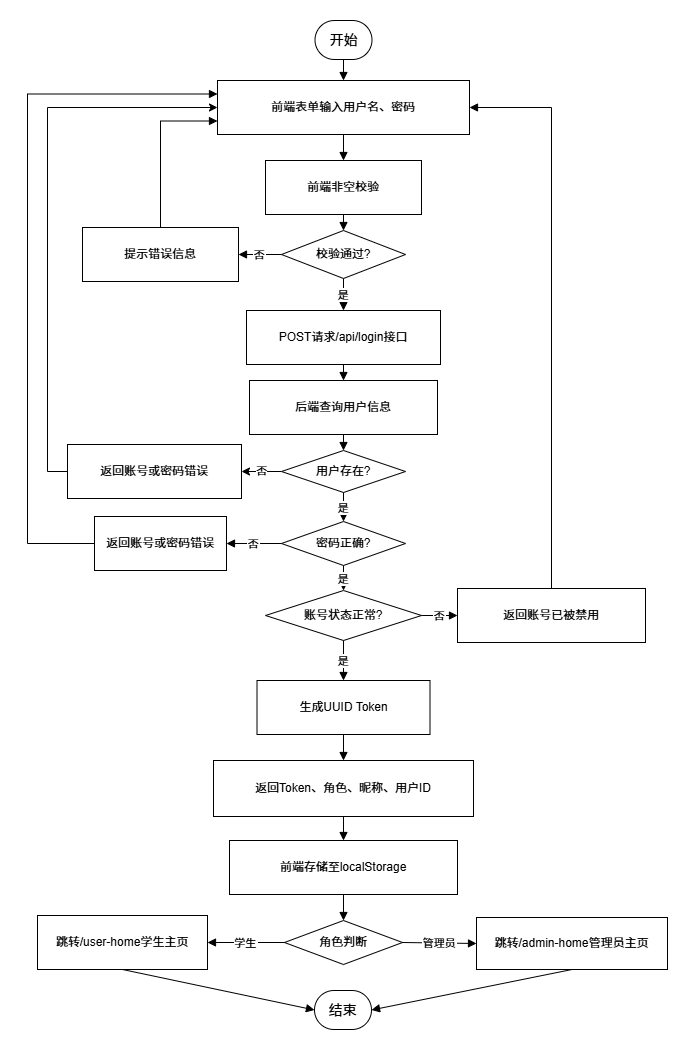 开始
前端表单输入用户名、密码
前端非空校验
校验通过?
否
提示错误信息
是
POST请求/api/login接口
后端查询用户信息
用户存在?
否
返回账号或密码错误
是
密码正确?
否
返回账号或密码错误
是
账号状态正常?
否
返回账号已被禁用
是
生成UUID Token
返回Token、角色、昵称、用户ID
前端存储至localStorage
角色判断
学生
跳转/user-home学生主页
管理员
跳转/admin-home管理员主页
结束